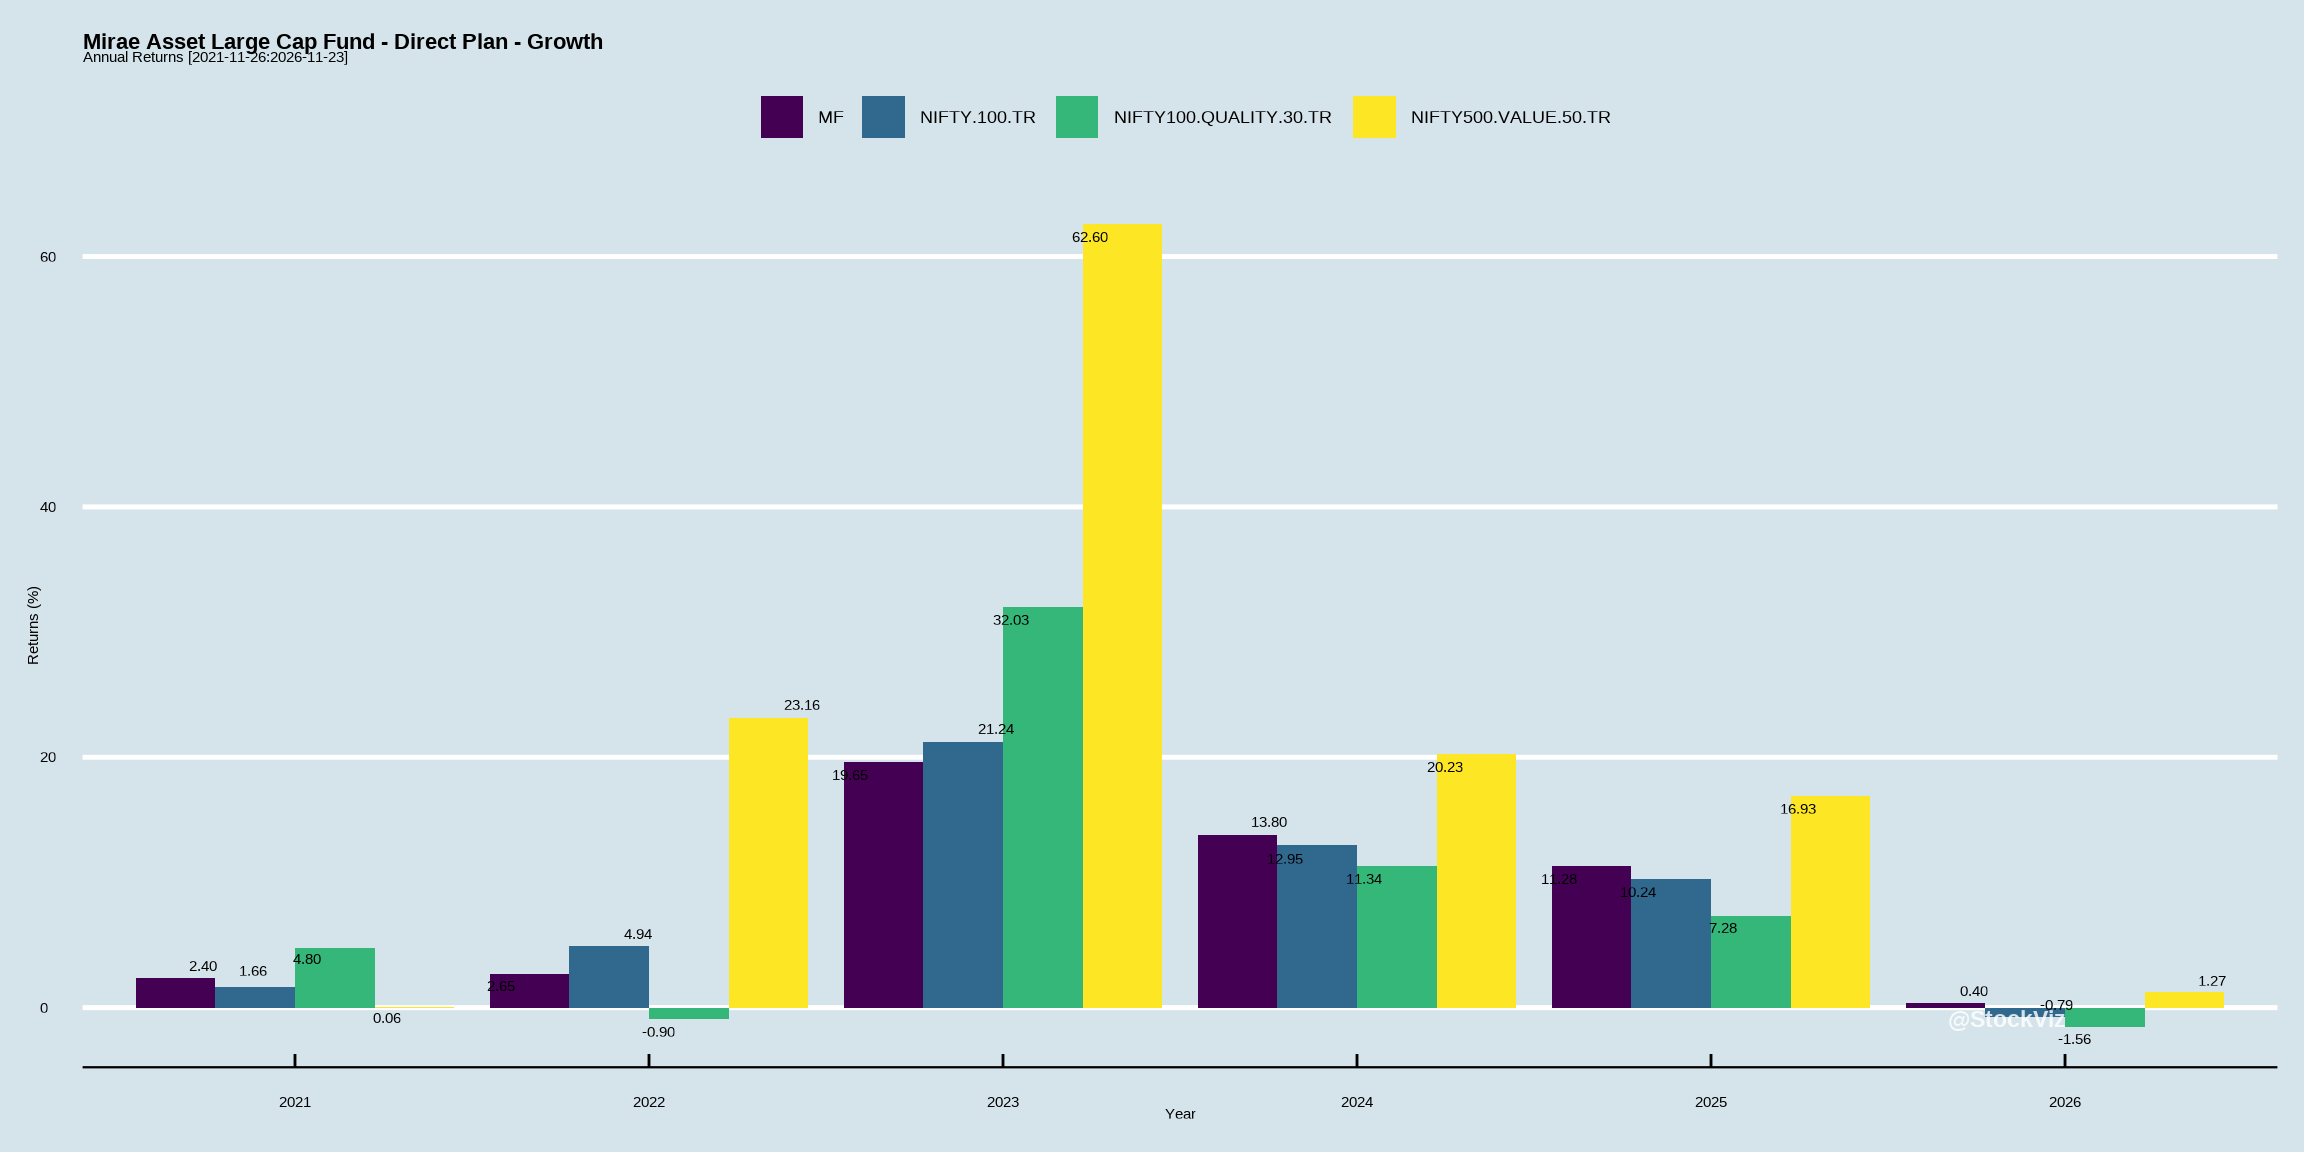 Mirae Asset Large Cap Fund - Direct Plan - Growth
Annual Returns [2021-11-26:2026-11-23]
MF NIFTY.100.TR NIFTY100.QUALITY.30.TR NIFTY500.VALUE.50.TR
Returns (%)
60
40
20
0
2.40 1.66 4.80 0.06
2.65 4.94 -0.90 23.16
19.65 21.24 32.03 62.60
13.80 12.95 11.34 20.23
11.28 10.24 7.28 16.93
0.40 -0.79 -1.56 1.27
@StockViz
2021 2022 2023 2024 2025 2026
Year